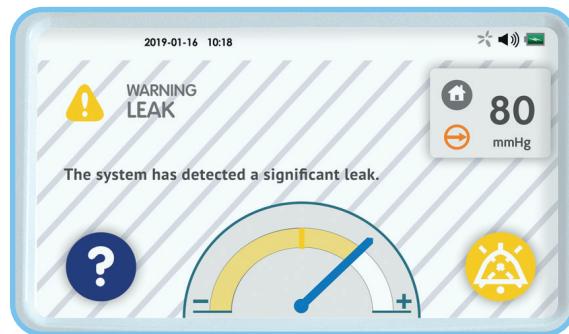 2019-01-16 10:18
WARNING
LEAK
80
mmHg
The system has detected a significant leak.
?
- +